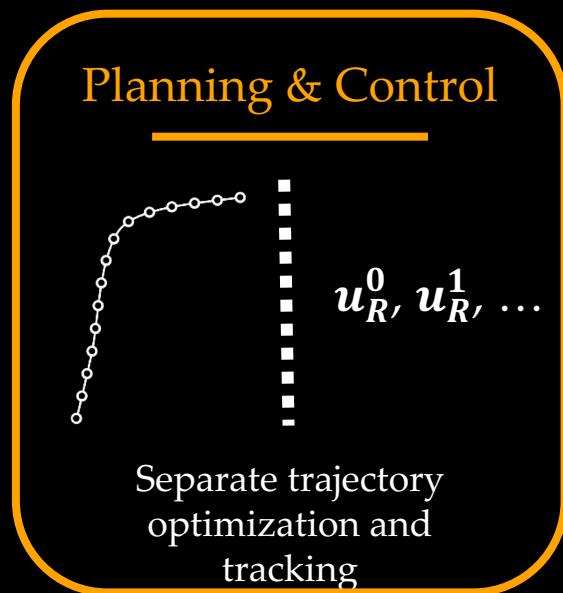 Planning & Control
𝒖_R^0, 𝒖_R^1, …
Separate trajectory
optimization and
tracking